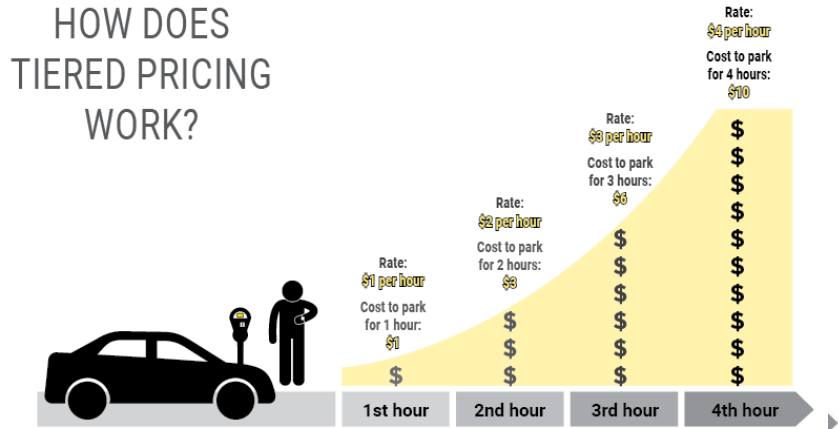 HOW DOES
TIERED PRICING
WORK?
Rate:
$1 per hour
Cost to park
for 1 hour:
$1
$
1st hour
Rate:
$2 per hour
Cost to park
for 2 hours:
$3
$
$
$
2nd hour
Rate:
$3 per hour
Cost to park
for 3 hours:
$6
$
$
$
$
$
$
3rd hour
Rate:
$4 per hour
Cost to park
for 4 hours:
$10
$
$
$
$
$
$
$
$
$
$
4th hour